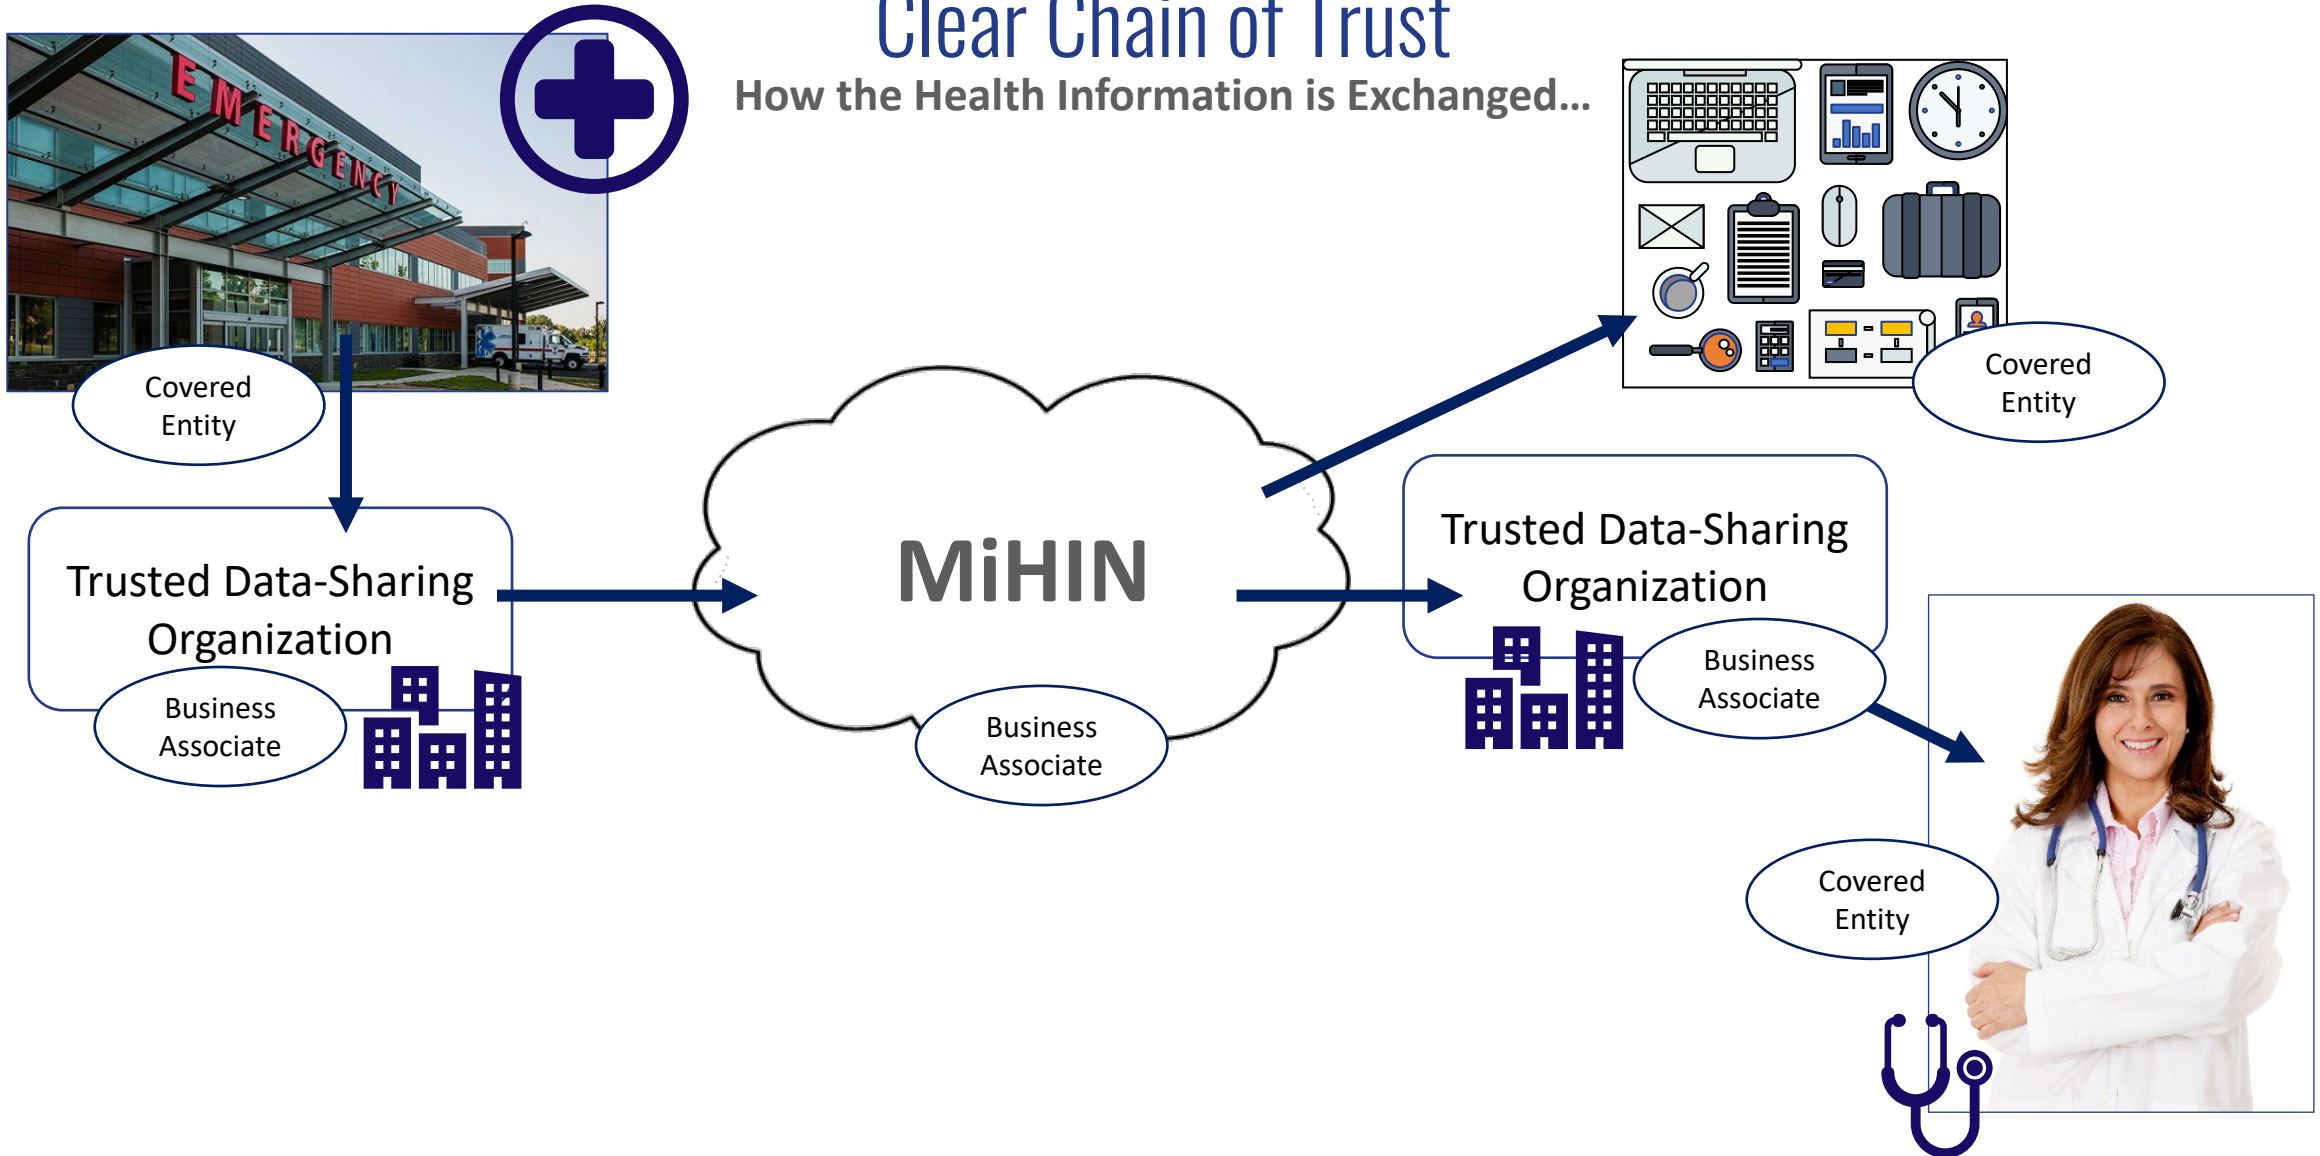 Clear Chain of Trust
How the Health Information is Exchanged...
EMERGENCY
Covered
Entity
Covered
Entity
Trusted Data-Sharing
Organization
Business
Associate
MiHIN
Business
Associate
Trusted Data-Sharing
Organization
Business
Associate
Covered
Entity